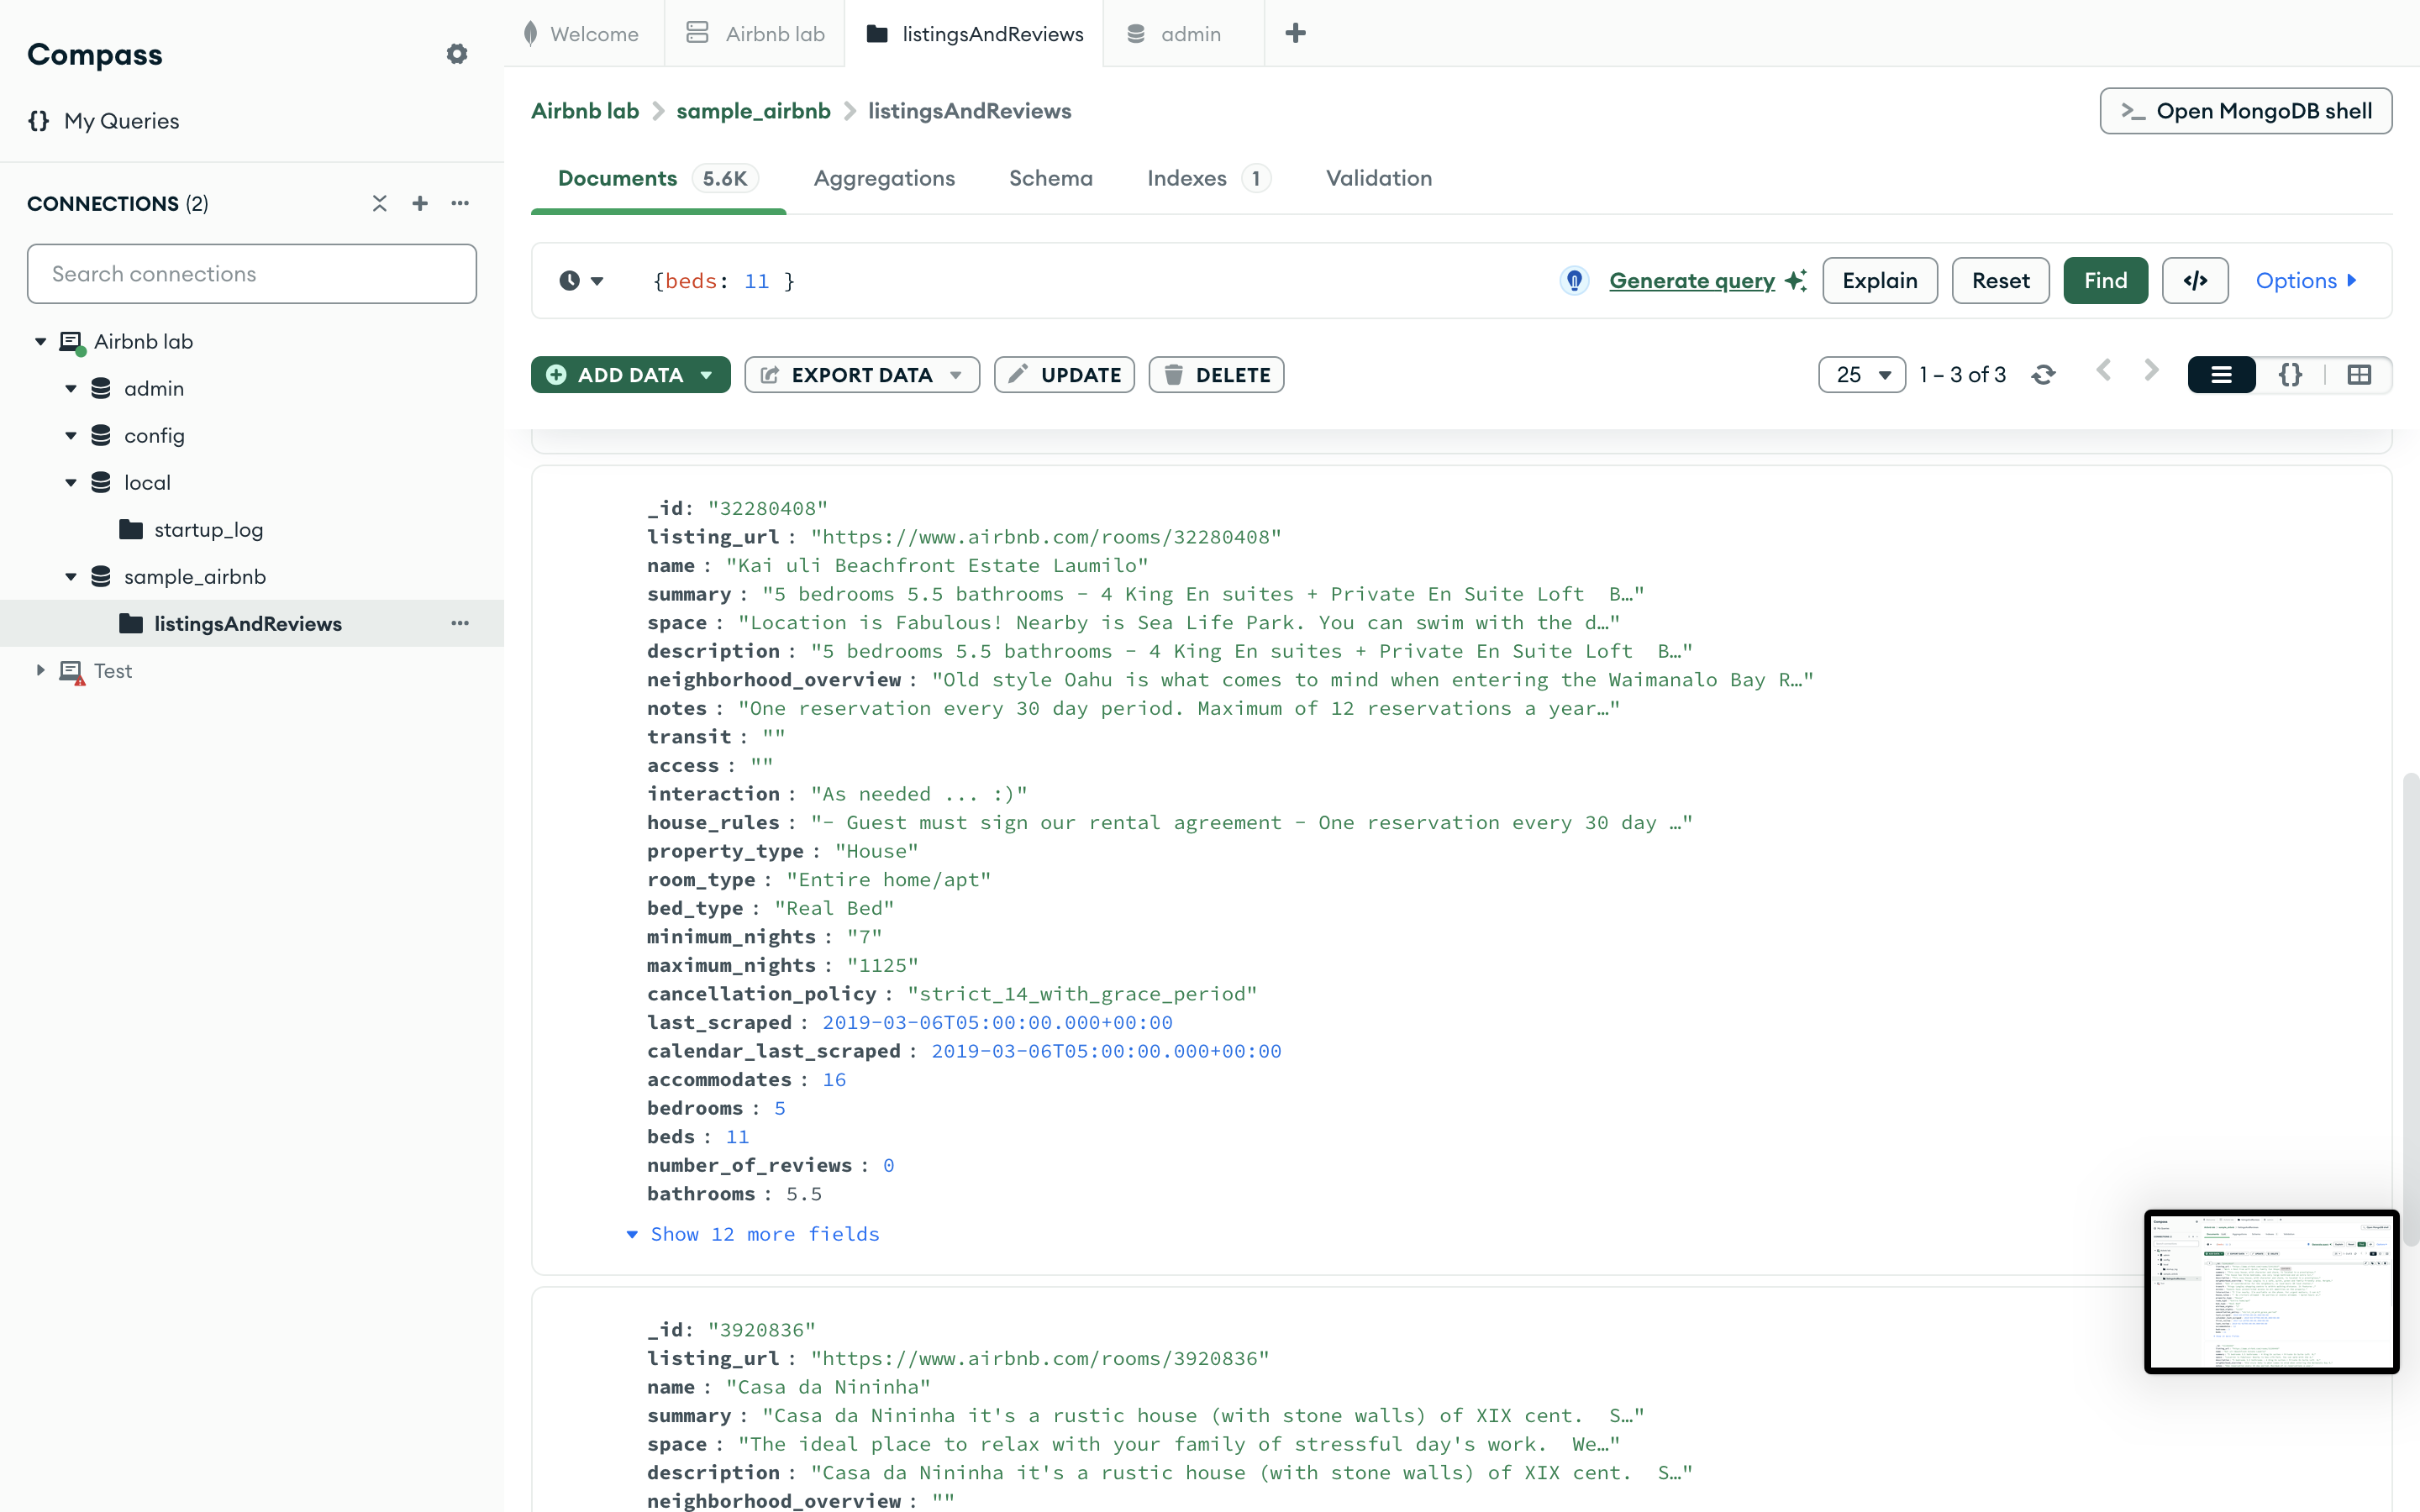 Compass
My Queries
CONNECTIONS (2)
Search connections
Airbnb lab
admin
config
local
startup_log
sample_airbnb
listingsAndReviews
Test
Welcome
Airbnb lab
listingsAndReviews
admin
Airbnb lab > sample_airbnb > listingsAndReviews
>_ Open MongoDB shell
Documents 5.6K Aggregations Schema Indexes 1 Validation
{beds: 11 }
Generate query Explain Reset Find </> Options
ADD DATA EXPORT DATA UPDATE DELETE
25 1 – 3 of 3 {}
_id: "32280408"
listing_url : "https://www.airbnb.com/rooms/32280408"
name : "Kai uli Beachfront Estate Laumilo"
summary : "5 bedrooms 5.5 bathrooms - 4 King En suites + Private En Suite Loft  B…"
space : "Location is Fabulous! Nearby is Sea Life Park. You can swim with the d…"
description : "5 bedrooms 5.5 bathrooms - 4 King En suites + Private En Suite Loft  B…"
neighborhood_overview : "Old style Oahu is what comes to mind when entering the Waimanalo Bay R…"
notes : "One reservation every 30 day period. Maximum of 12 reservations a year…"
transit : ""
access : ""
interaction : "As needed ... :)"
house_rules : "- Guest must sign our rental agreement - One reservation every 30 day …"
property_type : "House"
room_type : "Entire home/apt"
bed_type : "Real Bed"
minimum_nights : "7"
maximum_nights : "1125"
cancellation_policy : "strict_14_with_grace_period"
last_scraped : 2019-03-06T05:00:00.000+00:00
calendar_last_scraped : 2019-03-06T05:00:00.000+00:00
accommodates : 16
bedrooms : 5
beds : 11
number_of_reviews : 0
bathrooms : 5.5
Show 12 more fields
_id: "3920836"
listing_url : "https://www.airbnb.com/rooms/3920836"
name : "Casa da Nininha"
summary : "Casa da Nininha it's a rustic house (with stone walls) of XIX cent.  S…"
space : "The ideal place to relax with your family of stressful day's work.  We…"
description : "Casa da Nininha it's a rustic house (with stone walls) of XIX cent.  S…"
neighborhood_overview : ""